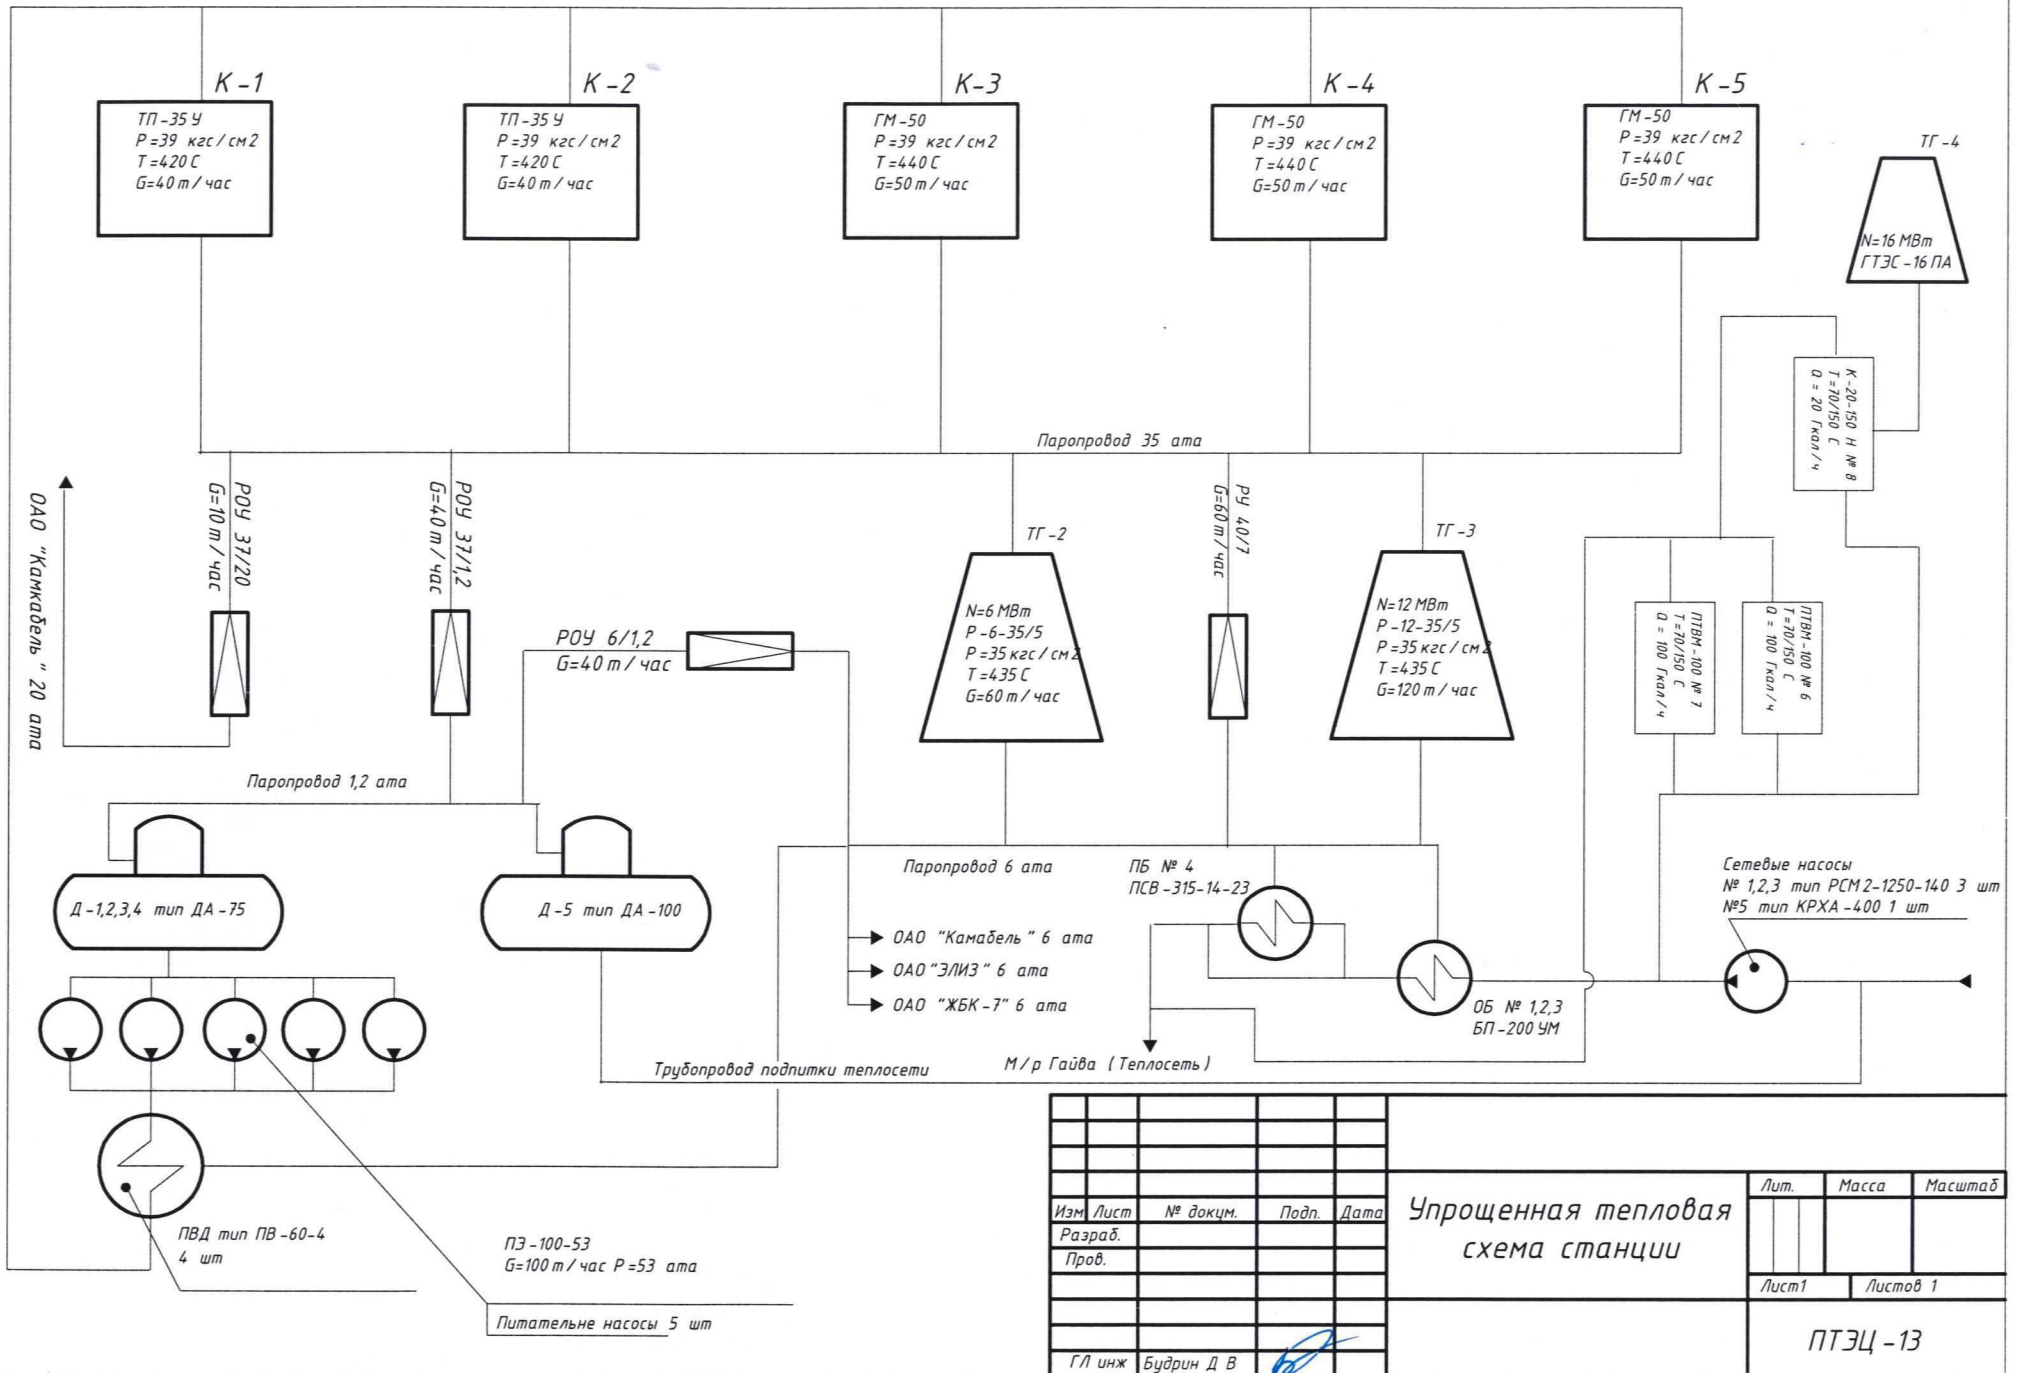 К-1
ТП-35 У
Р=39 кгс/см2
Т=420 С
G=40 т/час
К-2
ТП-35 У
Р=39 кгс/см2
Т=420 С
G=40 т/час
К-3
ГМ-50
Р=39 кгс/см2
Т=440 С
G=50 т/час
К-4
ГМ-50
Р=39 кгс/см2
Т=440 С
G=50 т/час
К-5
ГМ-50
Р=39 кгс/см2
Т=440 С
G=50 т/час
ТГ-4
N=16 МВт
ГТЭС-16 ПА
К-20-150 Н № 8
Т=70/150 С
Q = 20 Гкал/ч
Паропровод 35 ата
ОАО "Камкабель" 20 ата
РОУ 37/20
G=10 т/час
РОУ 37/1,2
G=40 т/час
РОУ 6/1,2
G=40 т/час
ТГ-2
N=6 МВт
Р-6-35/5
Р=35 кгс/см2
Т=435 С
G=60 т/час
РУ 40/7
G=60 т/час
ТГ-3
N=12 МВт
Р-12-35/5
Р=35 кгс/см2
Т=435 С
G=120 т/час
ПТВМ-100 № 7
Т=70/150 С
Q = 100 Гкал/ч
ПТВМ-100 № 6
Т=70/150 С
Q = 100 Гкал/ч
Паропровод 1,2 ата
Д-1,2,3,4 тип ДА-75
Д-5 тип ДА-100
Паропровод 6 ата
ПБ № 4
ПСВ-315-14-23
Сетевые насосы
№ 1,2,3 тип РСМ2-1250-140 3 шт
№5 тип КРХА-400 1 шт
ОАО "Камабель" 6 ата
ОАО "ЭЛИЗ" 6 ата
ОАО "ЖБК-7" 6 ата
ОБ № 1,2,3
БП-200 УМ
Трубопровод подпитки теплосети
М/р Гайва (Теплосеть)
ПВД тип ПВ-60-4
4 шт
ПЭ-100-53
G=100 т/час Р=53 ата
Питательне насосы 5 шт
Изм Лист № докум. Подп. Дата
Разраб.
Пров.
ГЛ инж Будрин Д В
Упрощенная тепловая
схема станции
Лит. Масса Масштаб
Лист1 Листов 1
ПТЭЦ-13